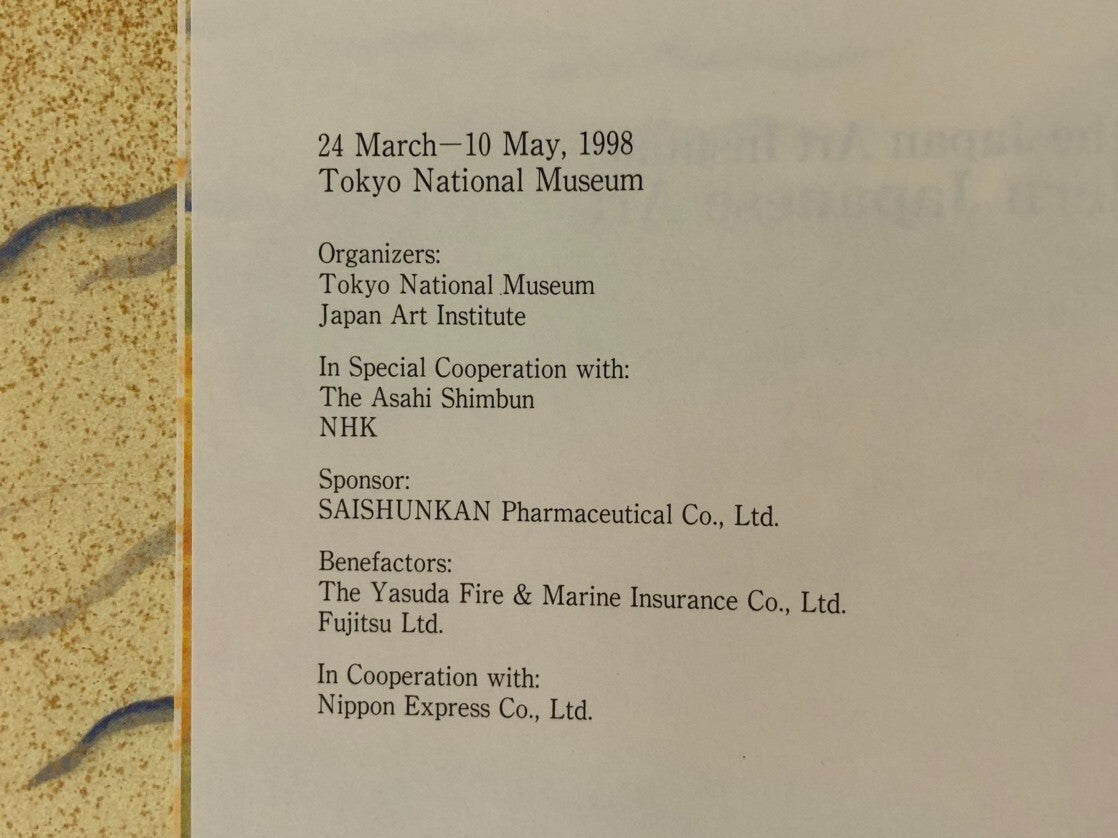 24 March—10 May, 1998
Tokyo National Museum
Organizers:
Tokyo National Museum
Japan Art Institute
In Special Cooperation with:
The Asahi Shimbun
NHK
Sponsor:
SAISHUNKAN Pharmaceutical Co., Ltd.
Benefactors:
The Yasuda Fire & Marine Insurance Co., Ltd.
Fujitsu Ltd.
In Cooperation with:
Nippon Express Co., Ltd.